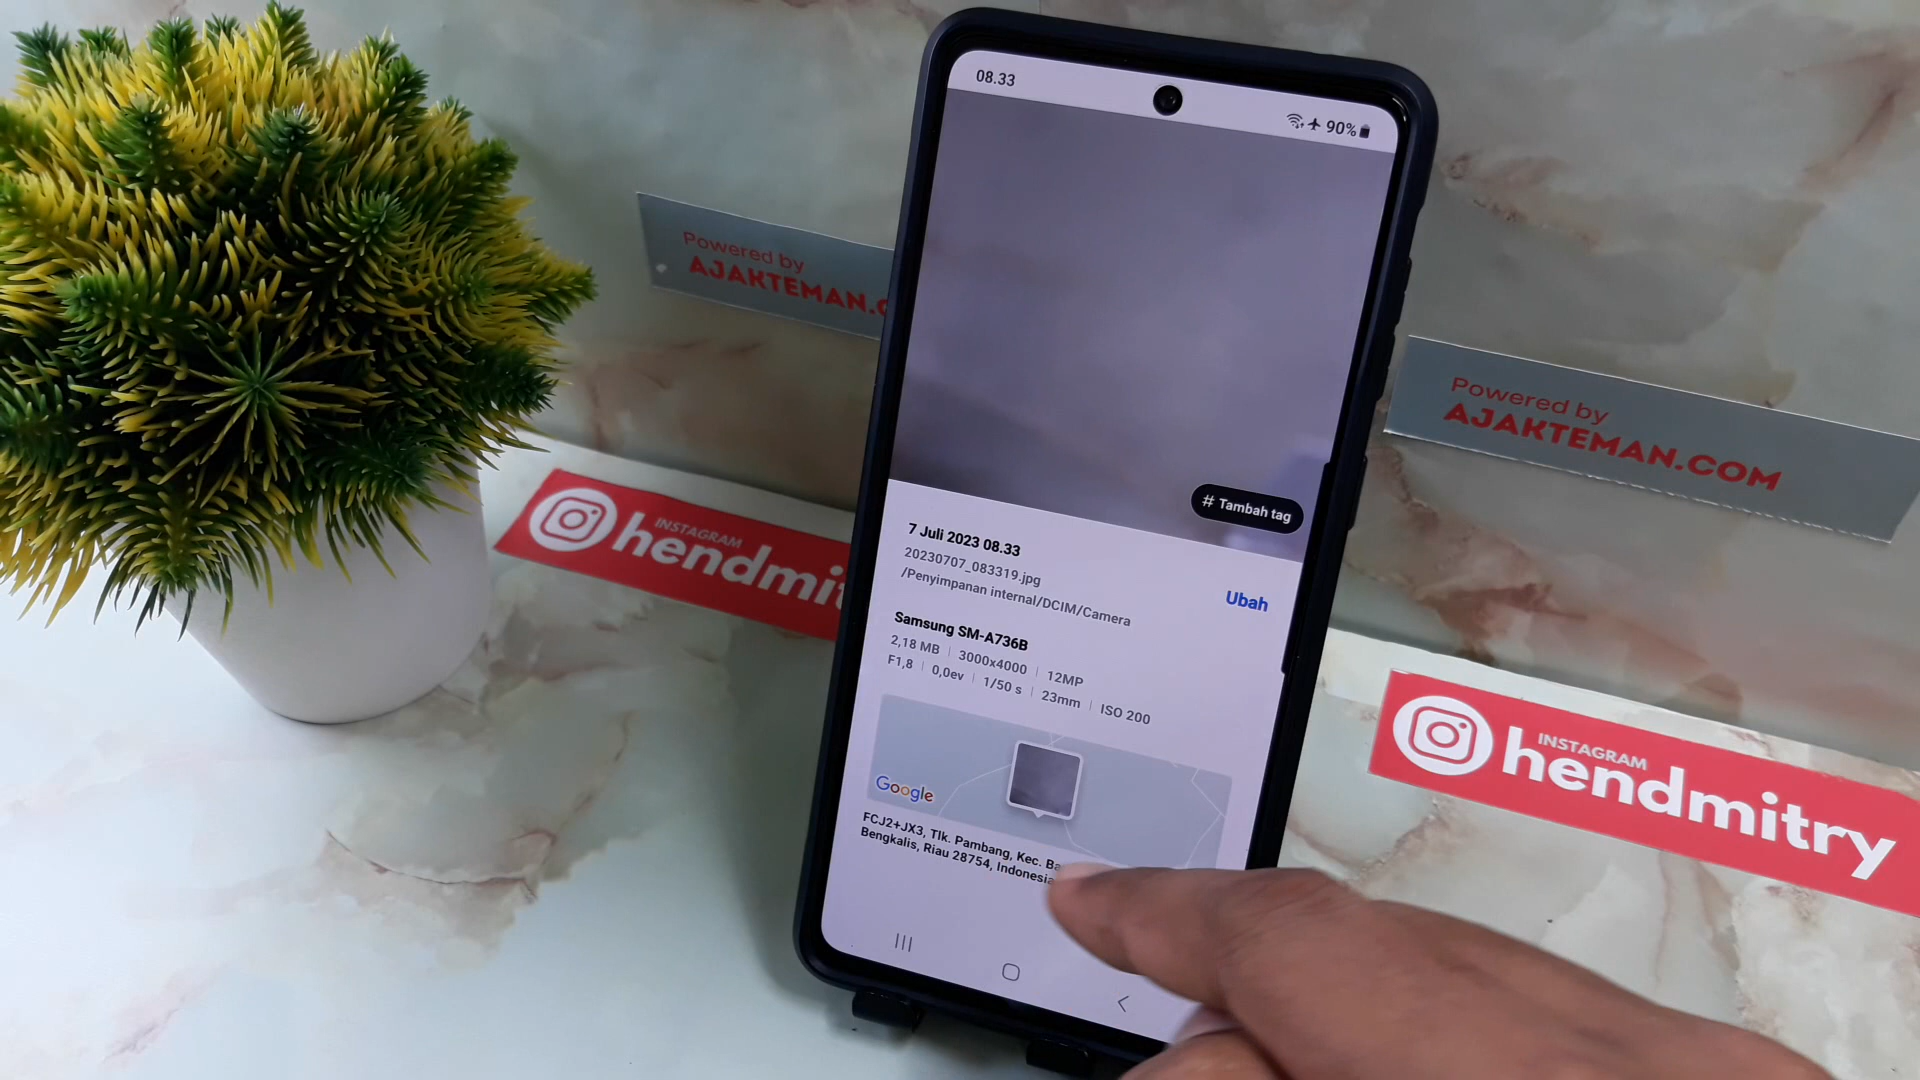 08.33
90%
# Tambah tag
7 Juli 2023 08.33
20230707_083319.jpg
/Penyimpanan internal/DCIM/Camera
Ubah
Samsung SM-A736B
2,18 MB | 3000x4000 | 12MP
F1,8 | 0,0ev | 1/50 s | 23mm | ISO 200
Google
FCJ2+JX3, Tlk. Pambang, Kec.
Bengkalis, Riau 28754, Indonesia
Powered by
AJAKTEMAN.
INSTAGRAM
hendmit
Powered by
AJAKTEMAN.COM
INSTAGRAM
hendmitry